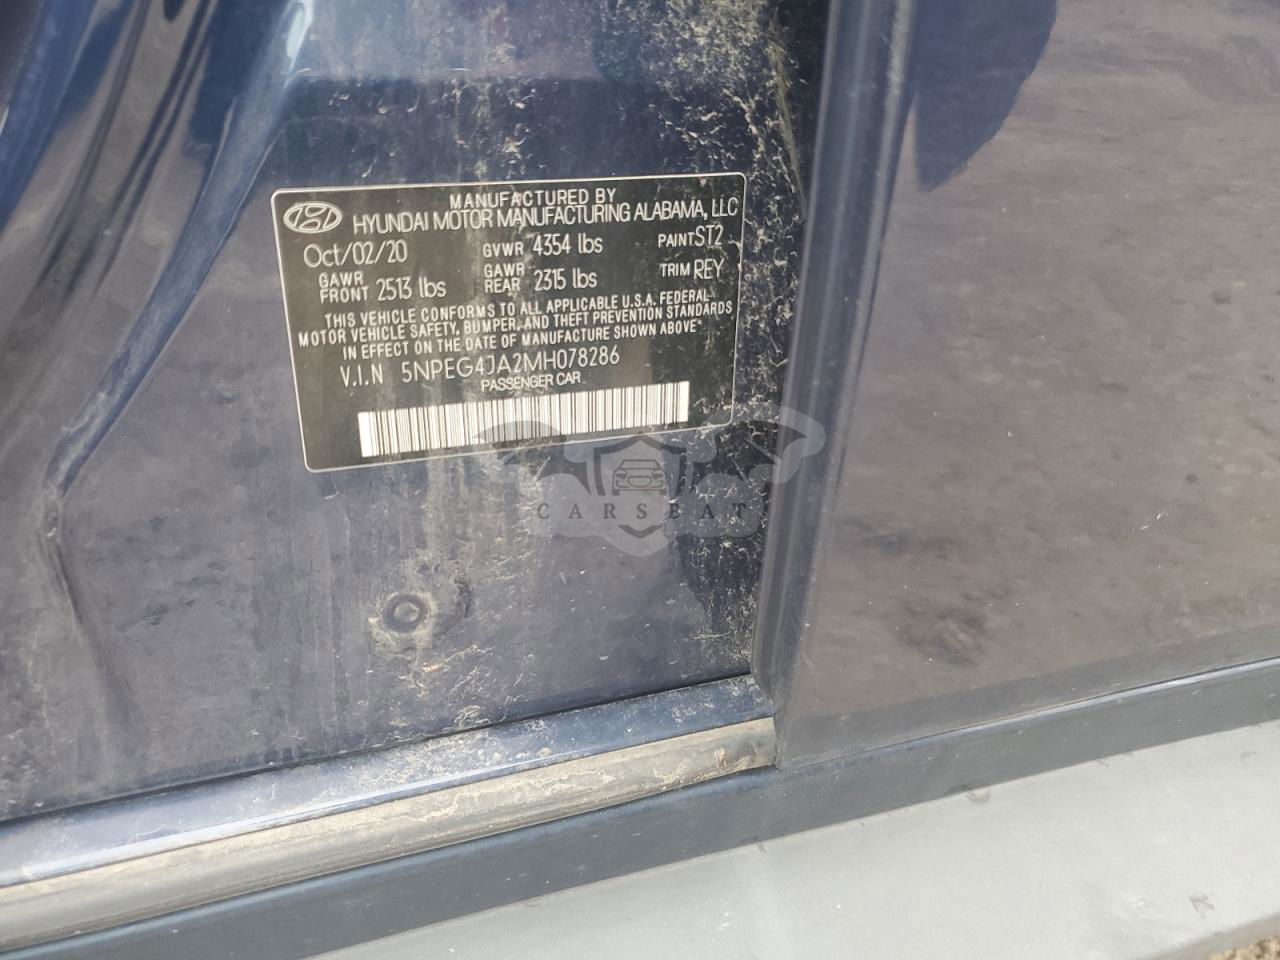 MANUFACTURED BY
HYUNDAI MOTOR MANUFACTURING ALABAMA, LLC
Oct/02/20 GVWR 4354 lbs PAINT ST2
GAWR FRONT 2513 lbs GAWR REAR 2315 lbs TRIM REY
THIS VEHICLE CONFORMS TO ALL APPLICABLE U.S.A. FEDERAL
MOTOR VEHICLE SAFETY, BUMPER, AND THEFT PREVENTION STANDARDS
IN EFFECT ON THE DATE OF MANUFACTURE SHOWN ABOVE"
V.I.N 5NPEG4JA2MH078286
PASSENGER CAR
CARSEAT